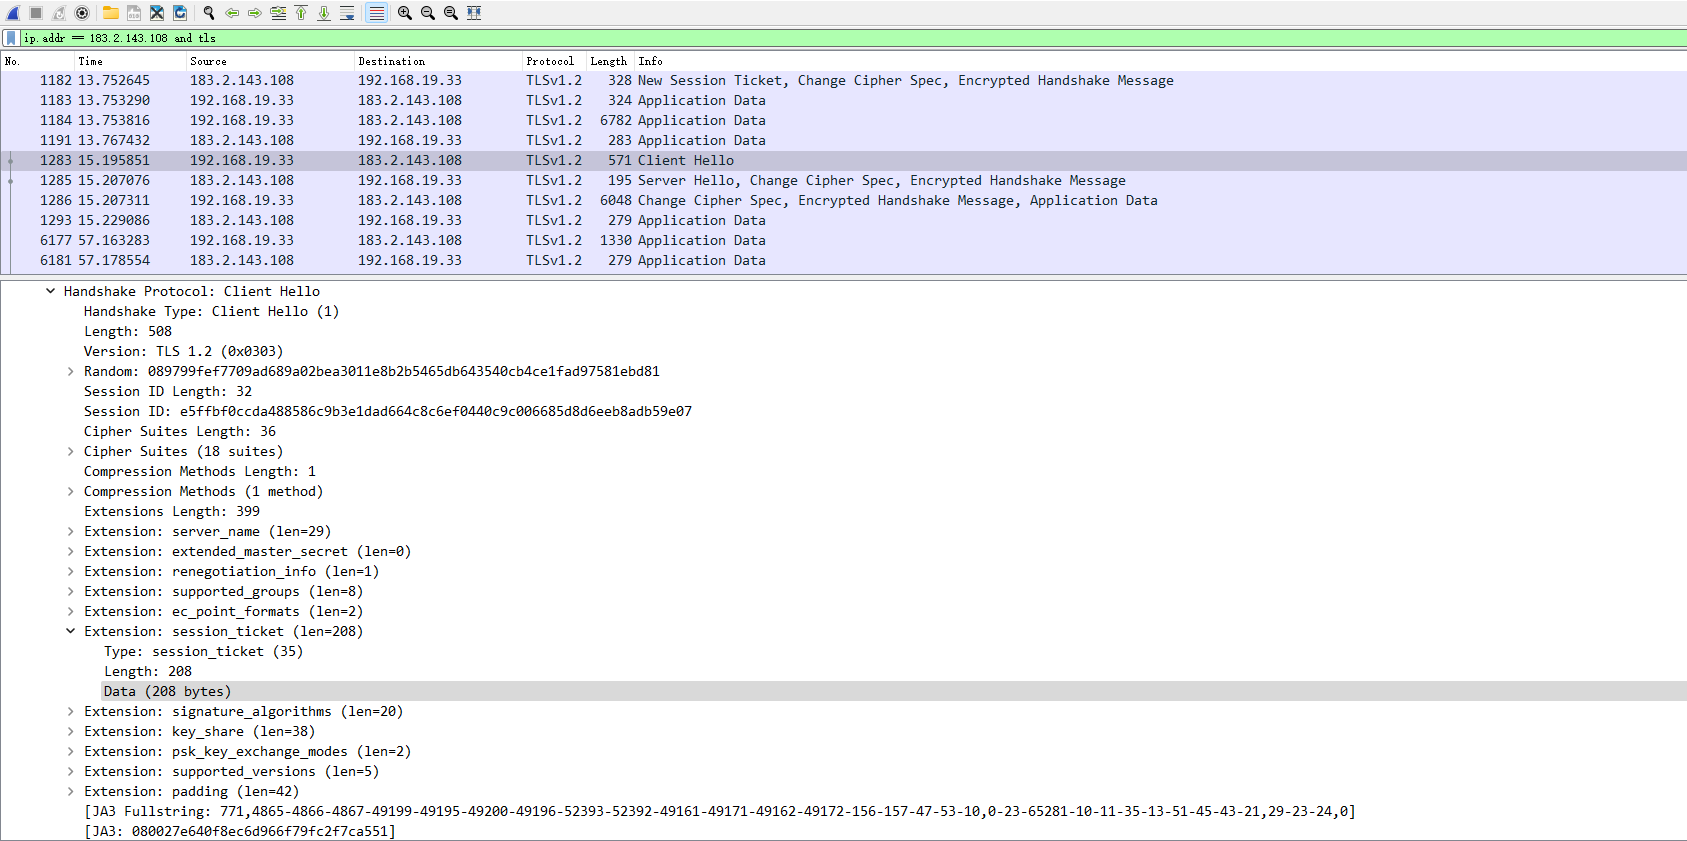 ip.addr == 183.2.143.108 and tls
No. Time Source Destination Protocol Length Info
1182 13.752645 183.2.143.108 192.168.19.33 TLSv1.2 328 New Session Ticket, Change Cipher Spec, Encrypted Handshake Message
1183 13.753290 192.168.19.33 183.2.143.108 TLSv1.2 324 Application Data
1184 13.753816 192.168.19.33 183.2.143.108 TLSv1.2 6782 Application Data
1191 13.767432 183.2.143.108 192.168.19.33 TLSv1.2 283 Application Data
1283 15.195851 192.168.19.33 183.2.143.108 TLSv1.2 571 Client Hello
1285 15.207076 183.2.143.108 192.168.19.33 TLSv1.2 195 Server Hello, Change Cipher Spec, Encrypted Handshake Message
1286 15.207311 192.168.19.33 183.2.143.108 TLSv1.2 6048 Change Cipher Spec, Encrypted Handshake Message, Application Data
1293 15.229086 183.2.143.108 192.168.19.33 TLSv1.2 279 Application Data
6177 57.163283 192.168.19.33 183.2.143.108 TLSv1.2 1330 Application Data
6181 57.178554 183.2.143.108 192.168.19.33 TLSv1.2 279 Application Data
Handshake Protocol: Client Hello
Handshake Type: Client Hello (1)
Length: 508
Version: TLS 1.2 (0x0303)
Random: 089799fef7709ad689a02bea3011e8b2b5465db643540cb4ce1fad97581ebd81
Session ID Length: 32
Session ID: e5ffbf0ccda488586c9b3e1dad664c8c6ef0440c9c006685d8d6eeb8adb59e07
Cipher Suites Length: 36
Cipher Suites (18 suites)
Compression Methods Length: 1
Compression Methods (1 method)
Extensions Length: 399
Extension: server_name (len=29)
Extension: extended_master_secret (len=0)
Extension: renegotiation_info (len=1)
Extension: supported_groups (len=8)
Extension: ec_point_formats (len=2)
Extension: session_ticket (len=208)
Type: session_ticket (35)
Length: 208
Data (208 bytes)
Extension: signature_algorithms (len=20)
Extension: key_share (len=38)
Extension: psk_key_exchange_modes (len=2)
Extension: supported_versions (len=5)
Extension: padding (len=42)
[JA3 Fullstring: 771,4865-4866-4867-49199-49195-49200-49196-52393-52392-49161-49171-49162-49172-156-157-47-53-10,0-23-65281-10-11-35-13-51-45-43-21,29-23-24,0]
[JA3: 080027e640f8ec6d966f79fc2f7ca551]